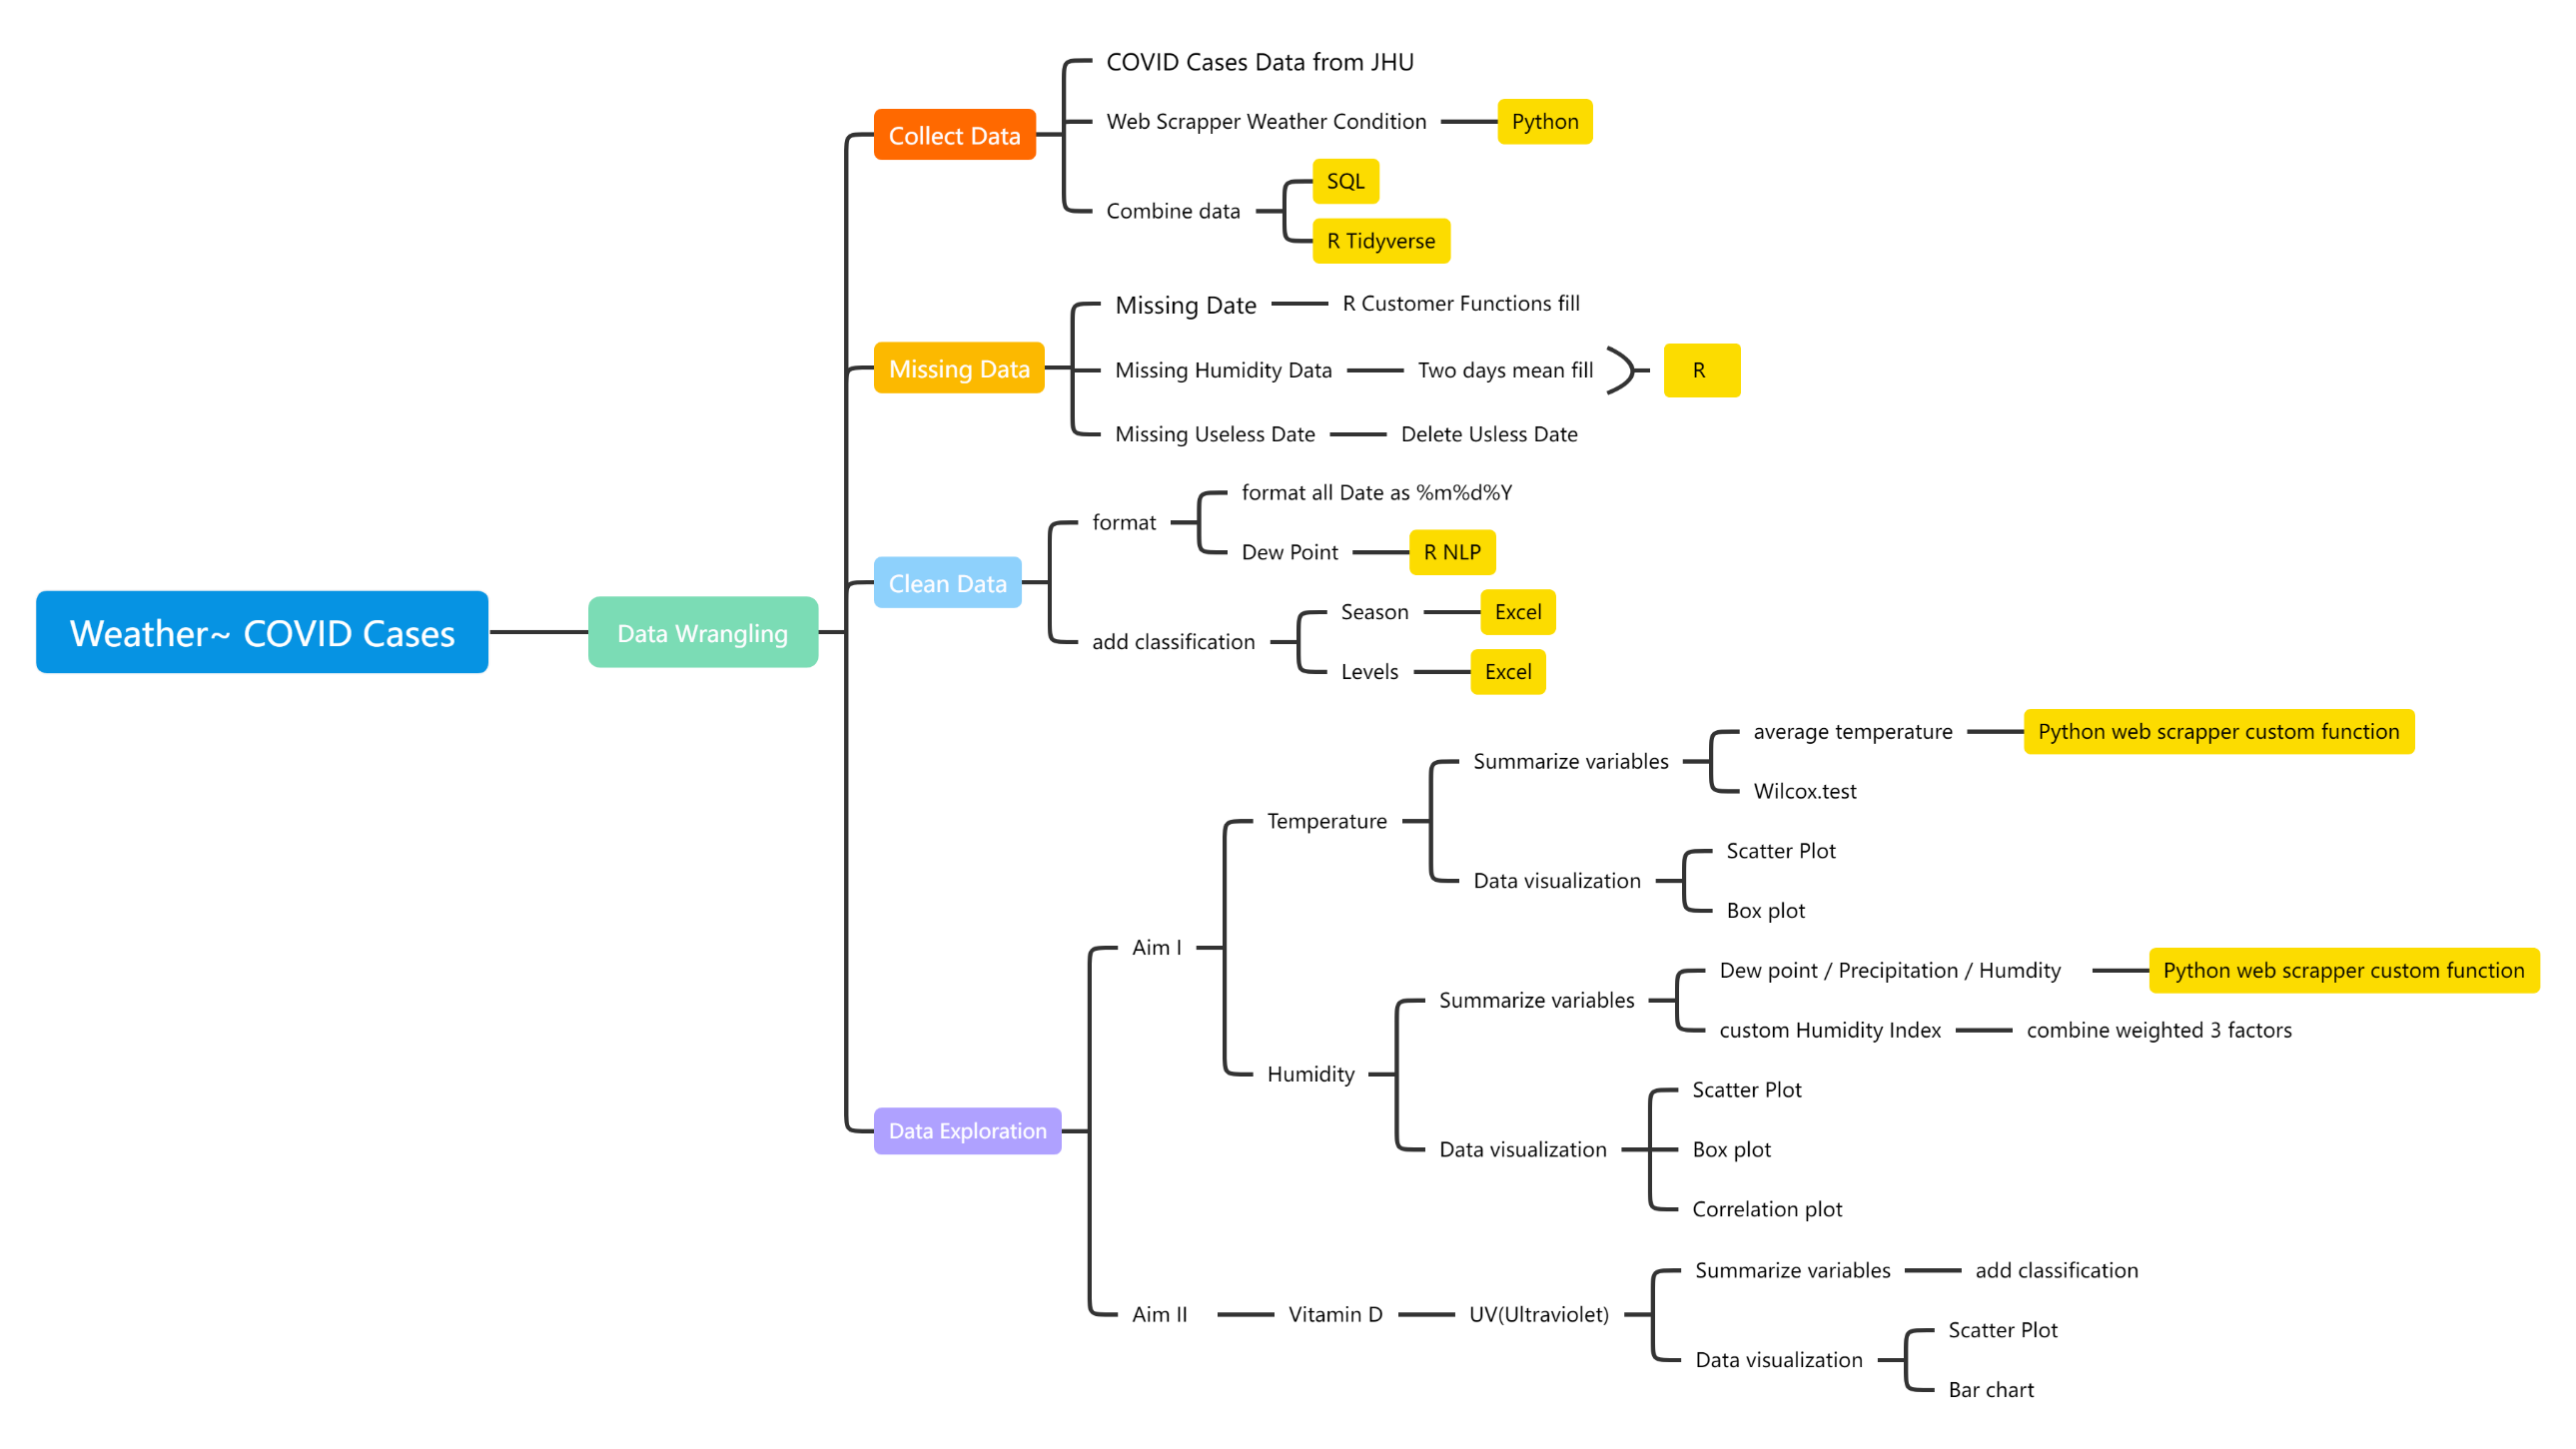 Weather~ COVID Cases
Data Wrangling
Collect Data
COVID Cases Data from JHU
Web Scrapper Weather Condition
Python
Combine data
SQL
R Tidyverse
Missing Data
Missing Date
R Customer Functions fill
Missing Humidity Data
Two days mean fill
R
Missing Useless Date
Delete Usless Date
Clean Data
format
format all Date as %m%d%Y
Dew Point
R NLP
add classification
Season
Excel
Levels
Excel
Data Exploration
Aim I
Temperature
Summarize variables
average temperature
Python web scrapper custom function
Wilcox.test
Data visualization
Scatter Plot
Box plot
Humidity
Summarize variables
Dew point / Precipitation / Humdity
Python web scrapper custom function
custom Humidity Index
combine weighted 3 factors
Data visualization
Scatter Plot
Box plot
Correlation plot
Aim II
Vitamin D
UV(Ultraviolet)
Summarize variables
add classification
Data visualization
Scatter Plot
Bar chart